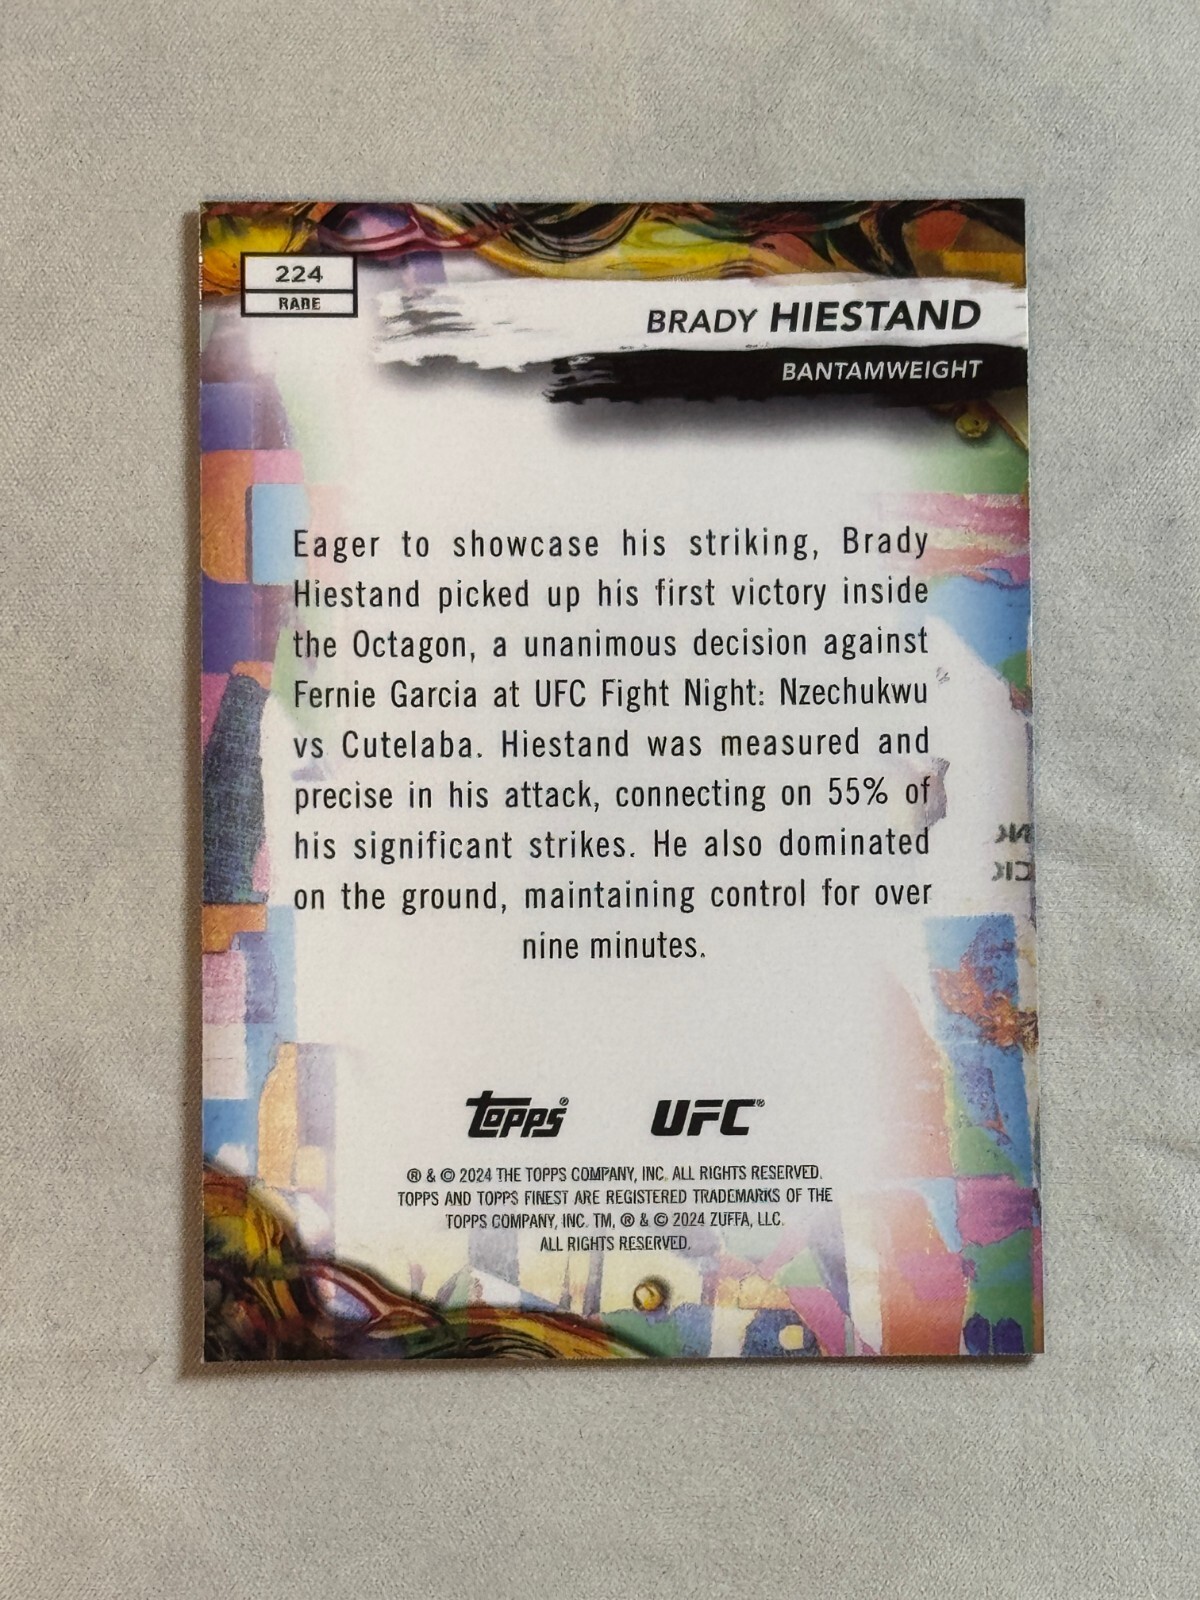 224
RARE
BRADY HIESTAND
BANTAMWEIGHT
Eager to showcase his striking, Brady
Hiestand picked up his first victory inside
the Octagon, a unanimous decision against
Fernie Garcia at UFC Fight Night: Nzechukwu
vs Cutelaba. Hiestand was measured and
precise in his attack, connecting on 55% of
his significant strikes. He also dominated
on the ground, maintaining control for over
nine minutes.
Topps® UFC®
® & © 2024 THE TOPPS COMPANY, INC. ALL RIGHTS RESERVED.
TOPPS AND TOPPS FINEST ARE REGISTERED TRADEMARKS OF THE
TOPPS COMPANY, INC. TM, ® & © 2024 ZUFFA, LLC.
ALL RIGHTS RESERVED.